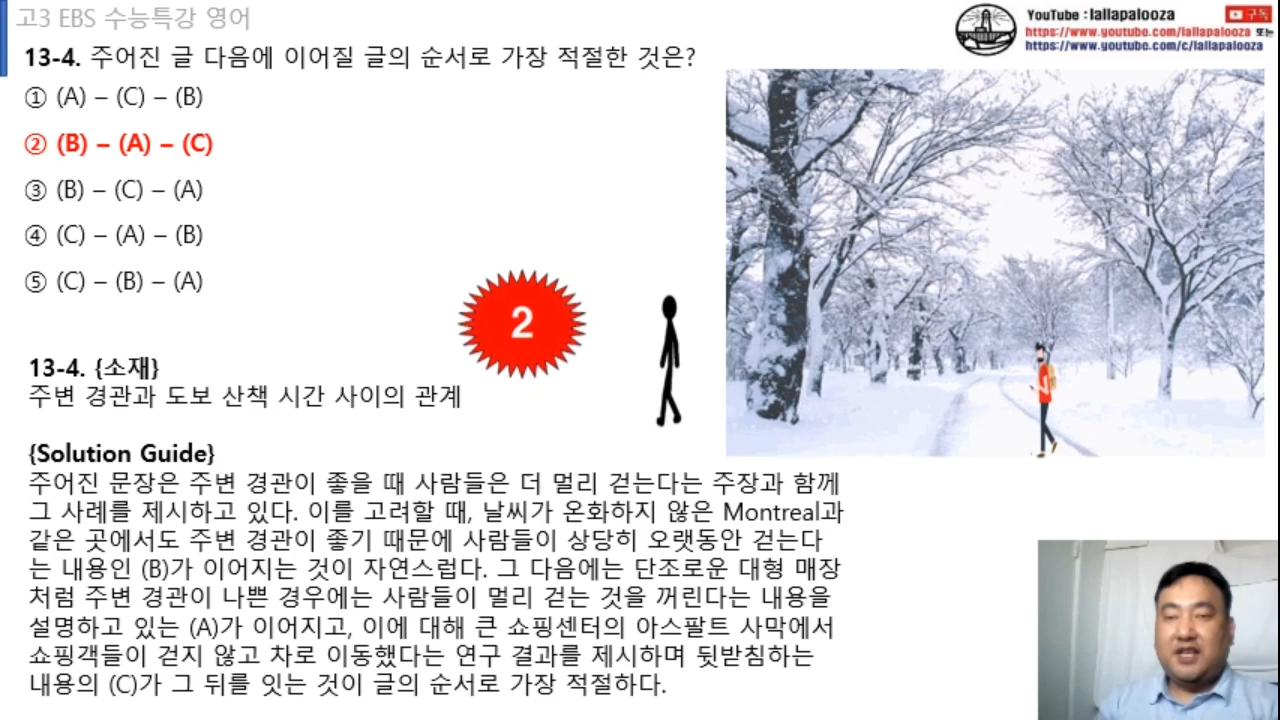 고3 EBS 수능특강 영어
YouTube : lallapalooza
구독
https://www.youtube.com/lallapalooza 또는
https://www.youtube.com/c/lallapalooza
13-4. 주어진 글 다음에 이어질 글의 순서로 가장 적절한 것은?
① (A) – (C) – (B)
② (B) – (A) – (C)
③ (B) – (C) – (A)
④ (C) – (A) – (B)
⑤ (C) – (B) – (A)
2
13-4. {소재}
주변 경관과 도보 산책 시간 사이의 관계
{Solution Guide}
주어진 문장은 주변 경관이 좋을 때 사람들은 더 멀리 걷는다는 주장과 함께
그 사례를 제시하고 있다. 이를 고려할 때, 날씨가 온화하지 않은 Montreal과
같은 곳에서도 주변 경관이 좋기 때문에 사람들이 상당히 오랫동안 걷는다
는 내용인 (B)가 이어지는 것이 자연스럽다. 그 다음에는 단조로운 대형 매장
처럼 주변 경관이 나쁜 경우에는 사람들이 멀리 걷는 것을 꺼린다는 내용을
설명하고 있는 (A)가 이어지고, 이에 대해 큰 쇼핑센터의 아스팔트 사막에서
쇼핑객들이 걷지 않고 차로 이동했다는 연구 결과를 제시하며 뒷받침하는
내용의 (C)가 그 뒤를 잇는 것이 글의 순서로 가장 적절하다.